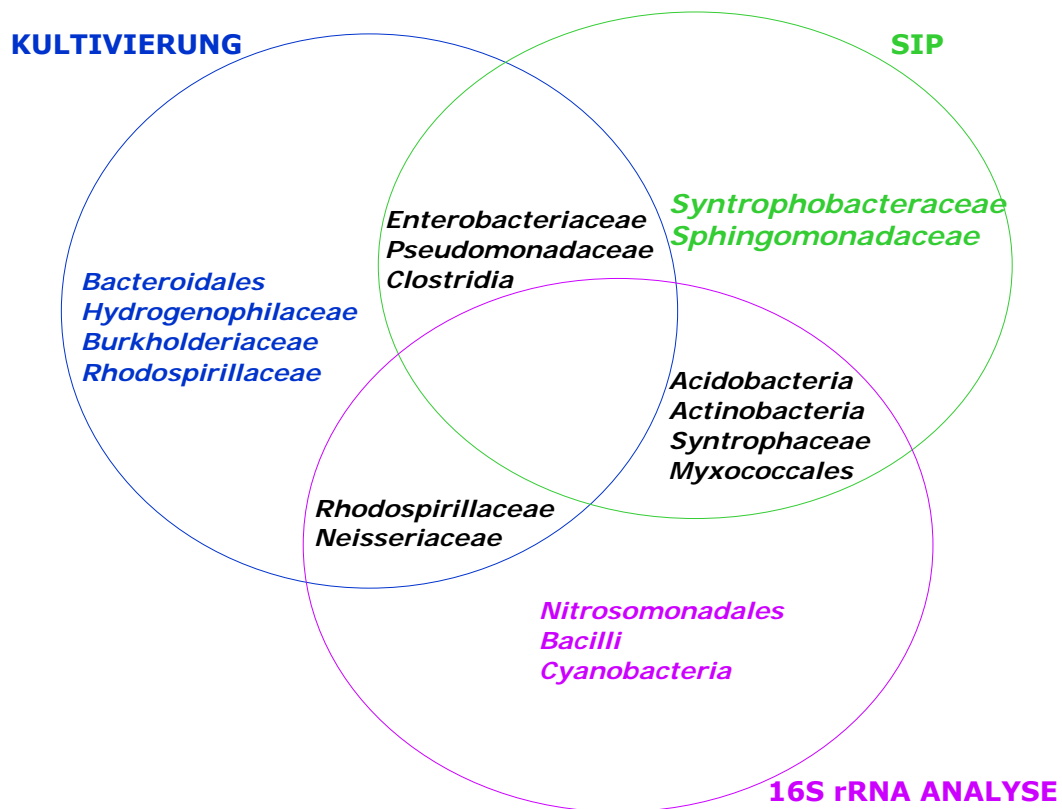 KULTIVIERUNG
SIP
Enterobacteriaceae
Pseudomonadaceae
Clostridia
Syntrophobacteraceae
Sphingomonadaceae
Bacteroidales
Hydrogenophilaceae
Burkholderiaceae
Rhodospirillaceae
Acidobacteria
Actinobacteria
Syntrophaceae
Myxococcales
Rhodospirillaceae
Neisseriaceae
Nitrosomonadales
Bacilli
Cyanobacteria
16S rRNA ANALYSE